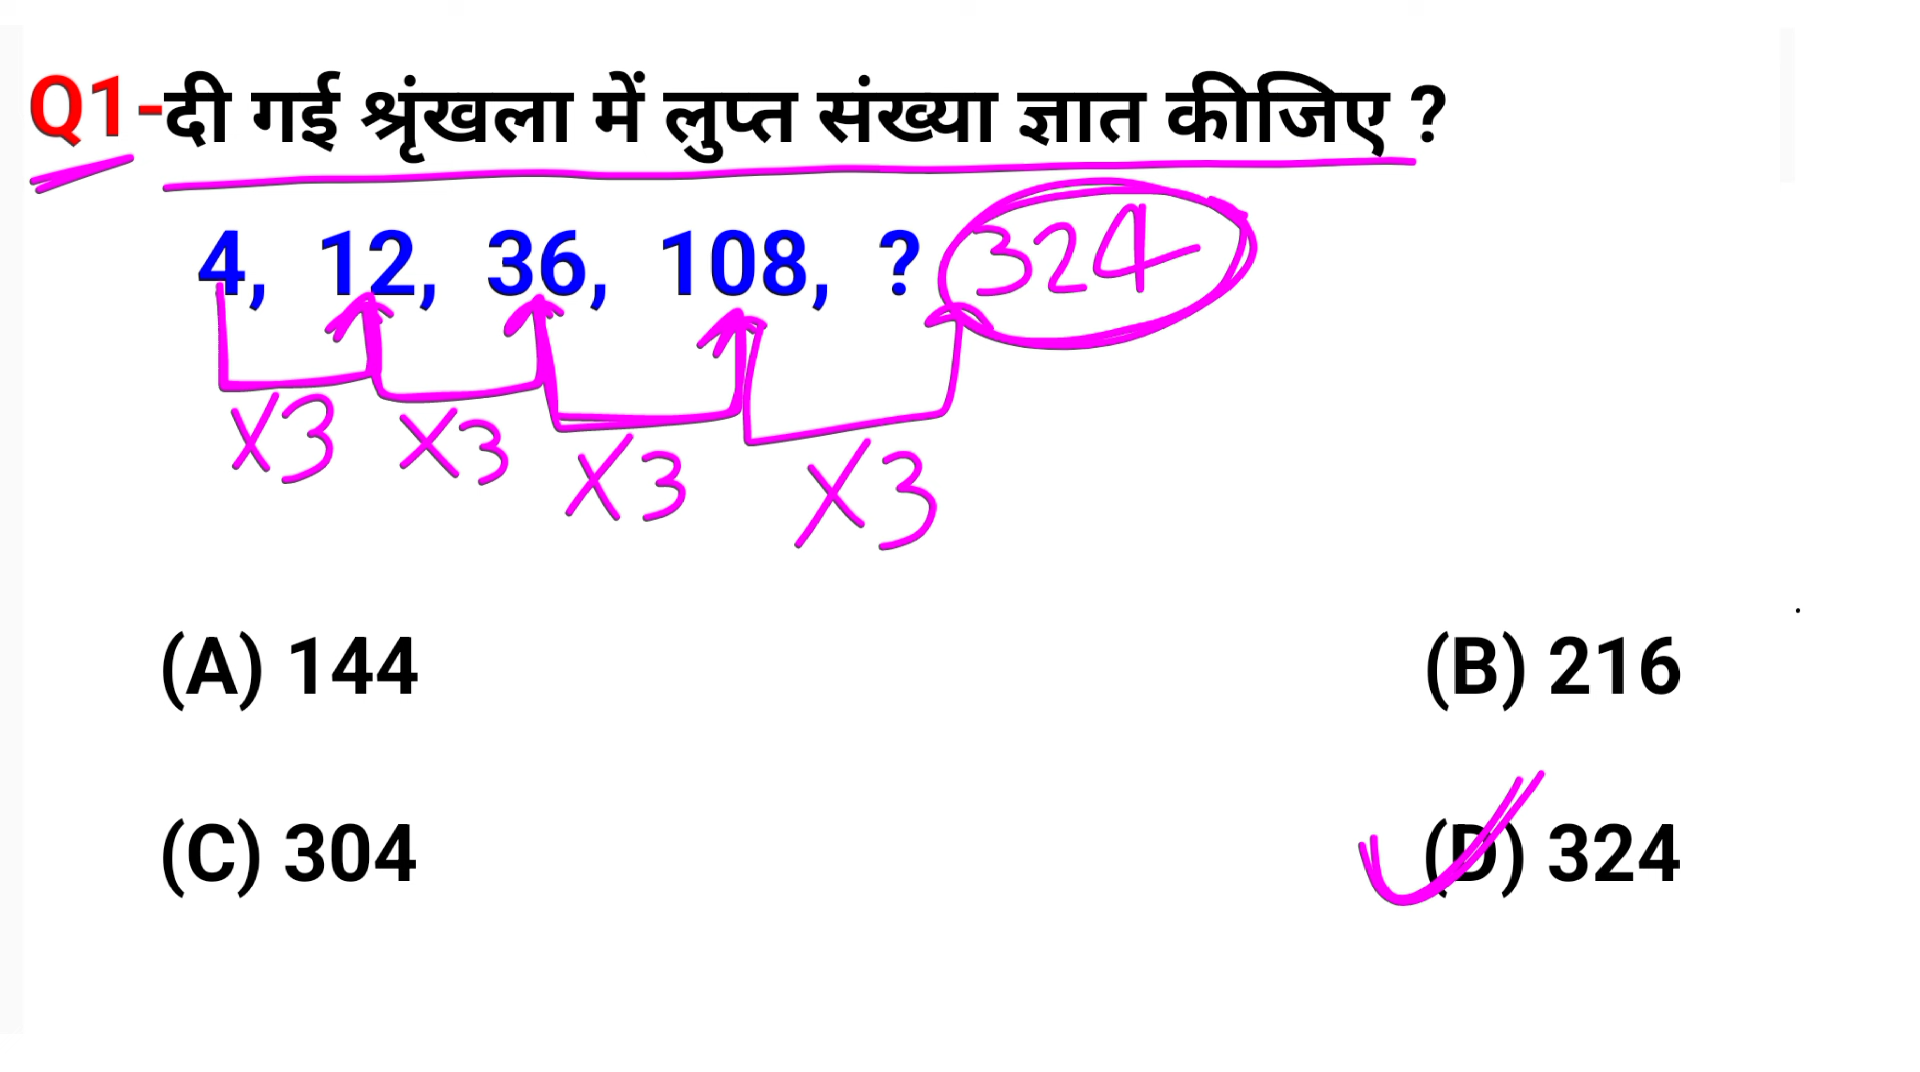 Q1-दी गई श्रृंखला में लुप्त संख्या ज्ञात कीजिए ?
4, 12, 36, 108, ? 324
X3 X3 X3 X3
(A) 144 (B) 216
(C) 304 (D) 324